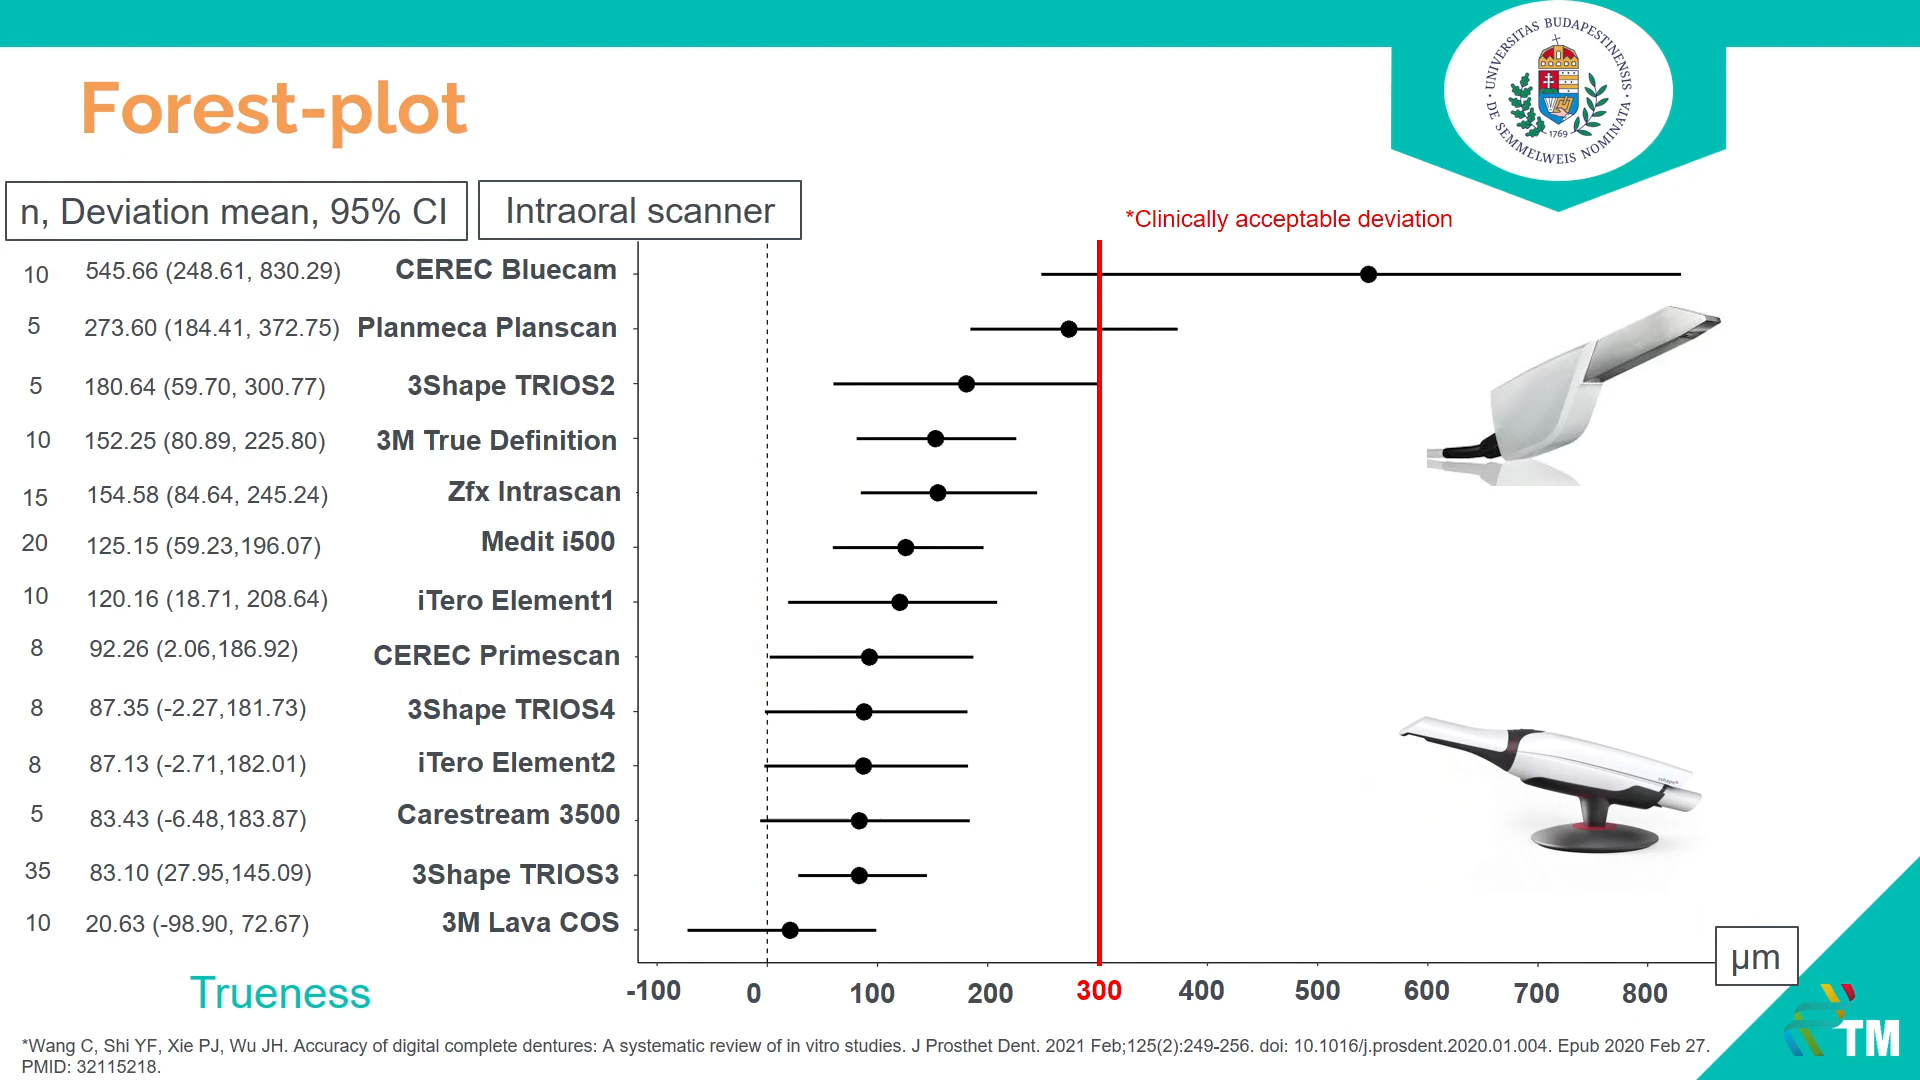 UNIVERSITAS BUDAPESTINENSIS
· DE SEMMELWEIS NOMINATA ·
1769
Forest-plot
n, Deviation mean, 95% CI
Intraoral scanner
*Clinically acceptable deviation
10 545.66 (248.61, 830.29) CEREC Bluecam
5 273.60 (184.41, 372.75) Planmeca Planscan
5 180.64 (59.70, 300.77) 3Shape TRIOS2
10 152.25 (80.89, 225.80) 3M True Definition
15 154.58 (84.64, 245.24) Zfx Intrascan
20 125.15 (59.23,196.07) Medit i500
10 120.16 (18.71, 208.64) iTero Element1
8 92.26 (2.06,186.92) CEREC Primescan
8 87.35 (-2.27,181.73) 3Shape TRIOS4
8 87.13 (-2.71,182.01) iTero Element2
5 83.43 (-6.48,183.87) Carestream 3500
35 83.10 (27.95,145.09) 3Shape TRIOS3
10 20.63 (-98.90, 72.67) 3M Lava COS
3shape
µm
Trueness
-100 0 100 200 300 400 500 600 700 800
TM
*Wang C, Shi YF, Xie PJ, Wu JH. Accuracy of digital complete dentures: A systematic review of in vitro studies. J Prosthet Dent. 2021 Feb;125(2):249-256. doi: 10.1016/j.prosdent.2020.01.004. Epub 2020 Feb 27.
PMID: 32115218.